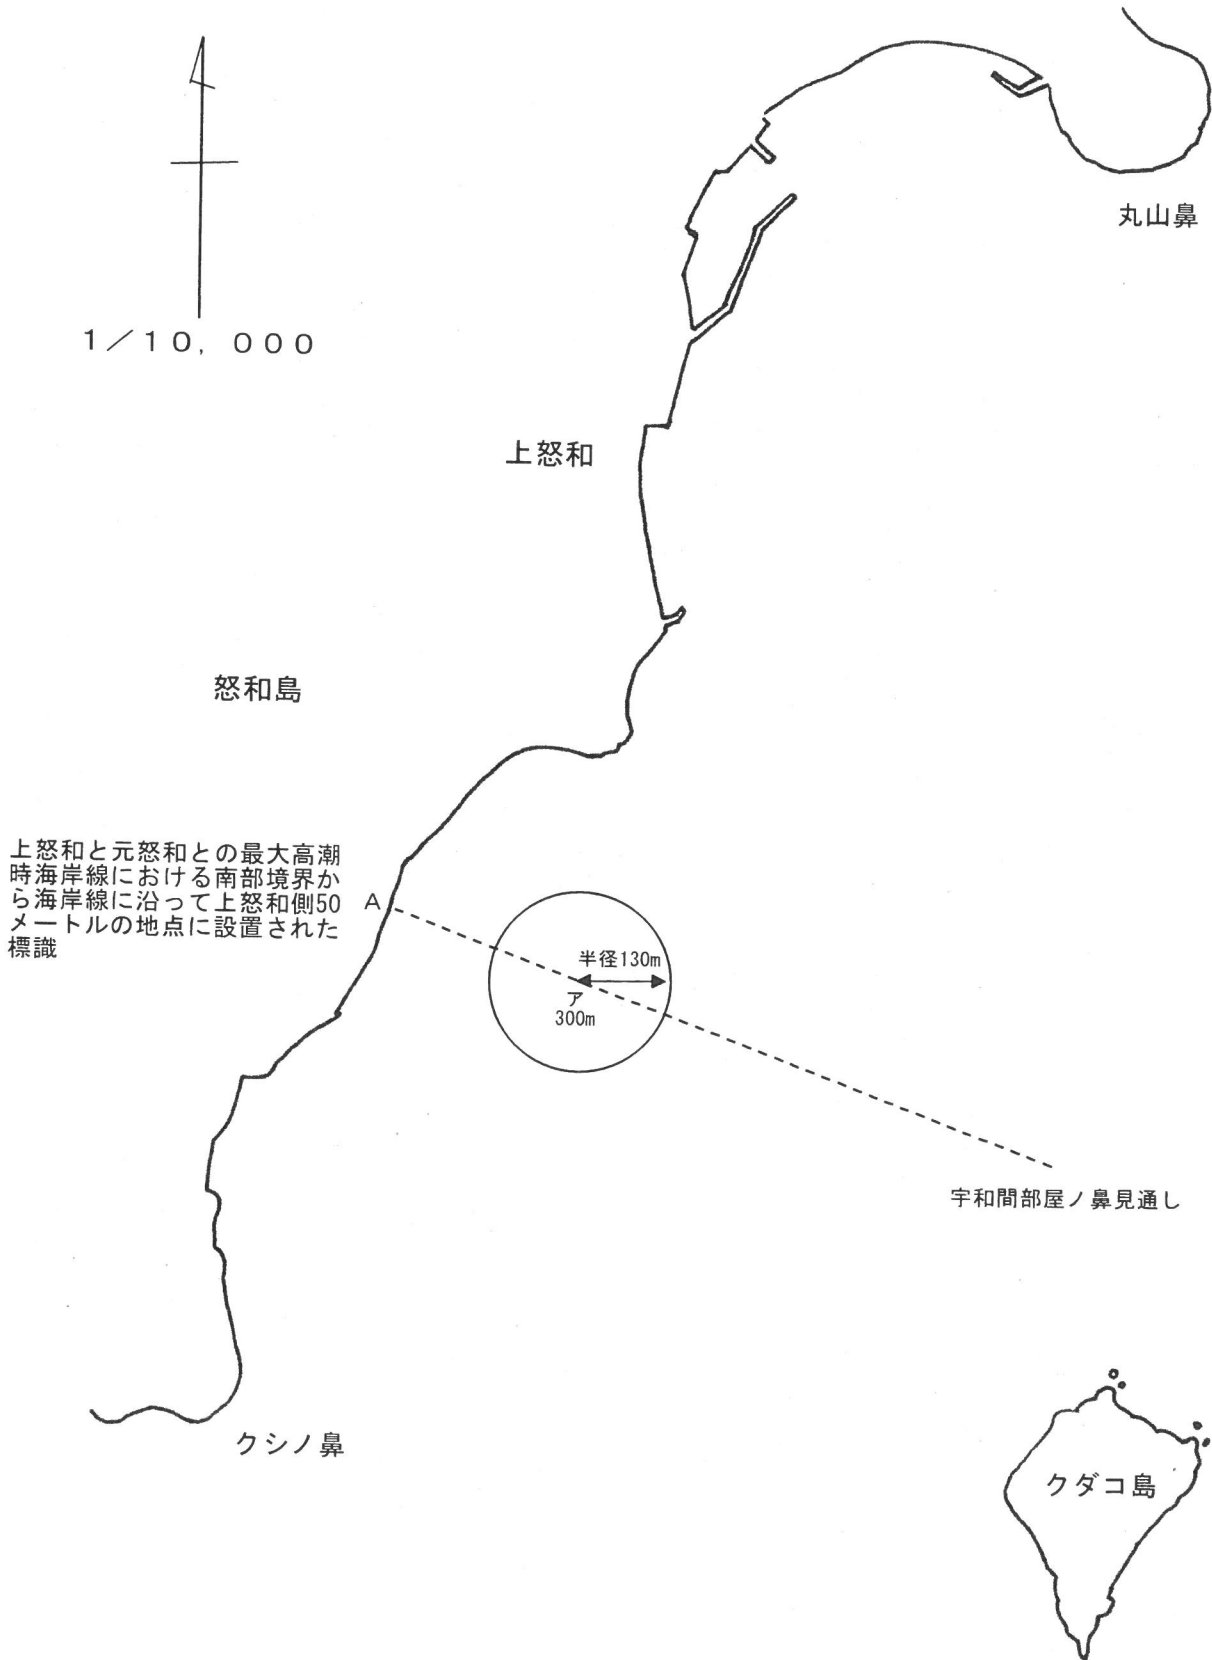 丸山鼻
1／10，000
上怒和
怒和島
上怒和と元怒和との最大高潮
時海岸線における南部境界か
ら海岸線に沿って上怒和側50
メートルの地点に設置された
標識
A
半径130m
ア
300m
宇和間部屋ノ鼻見通し
クシノ鼻
クダコ島